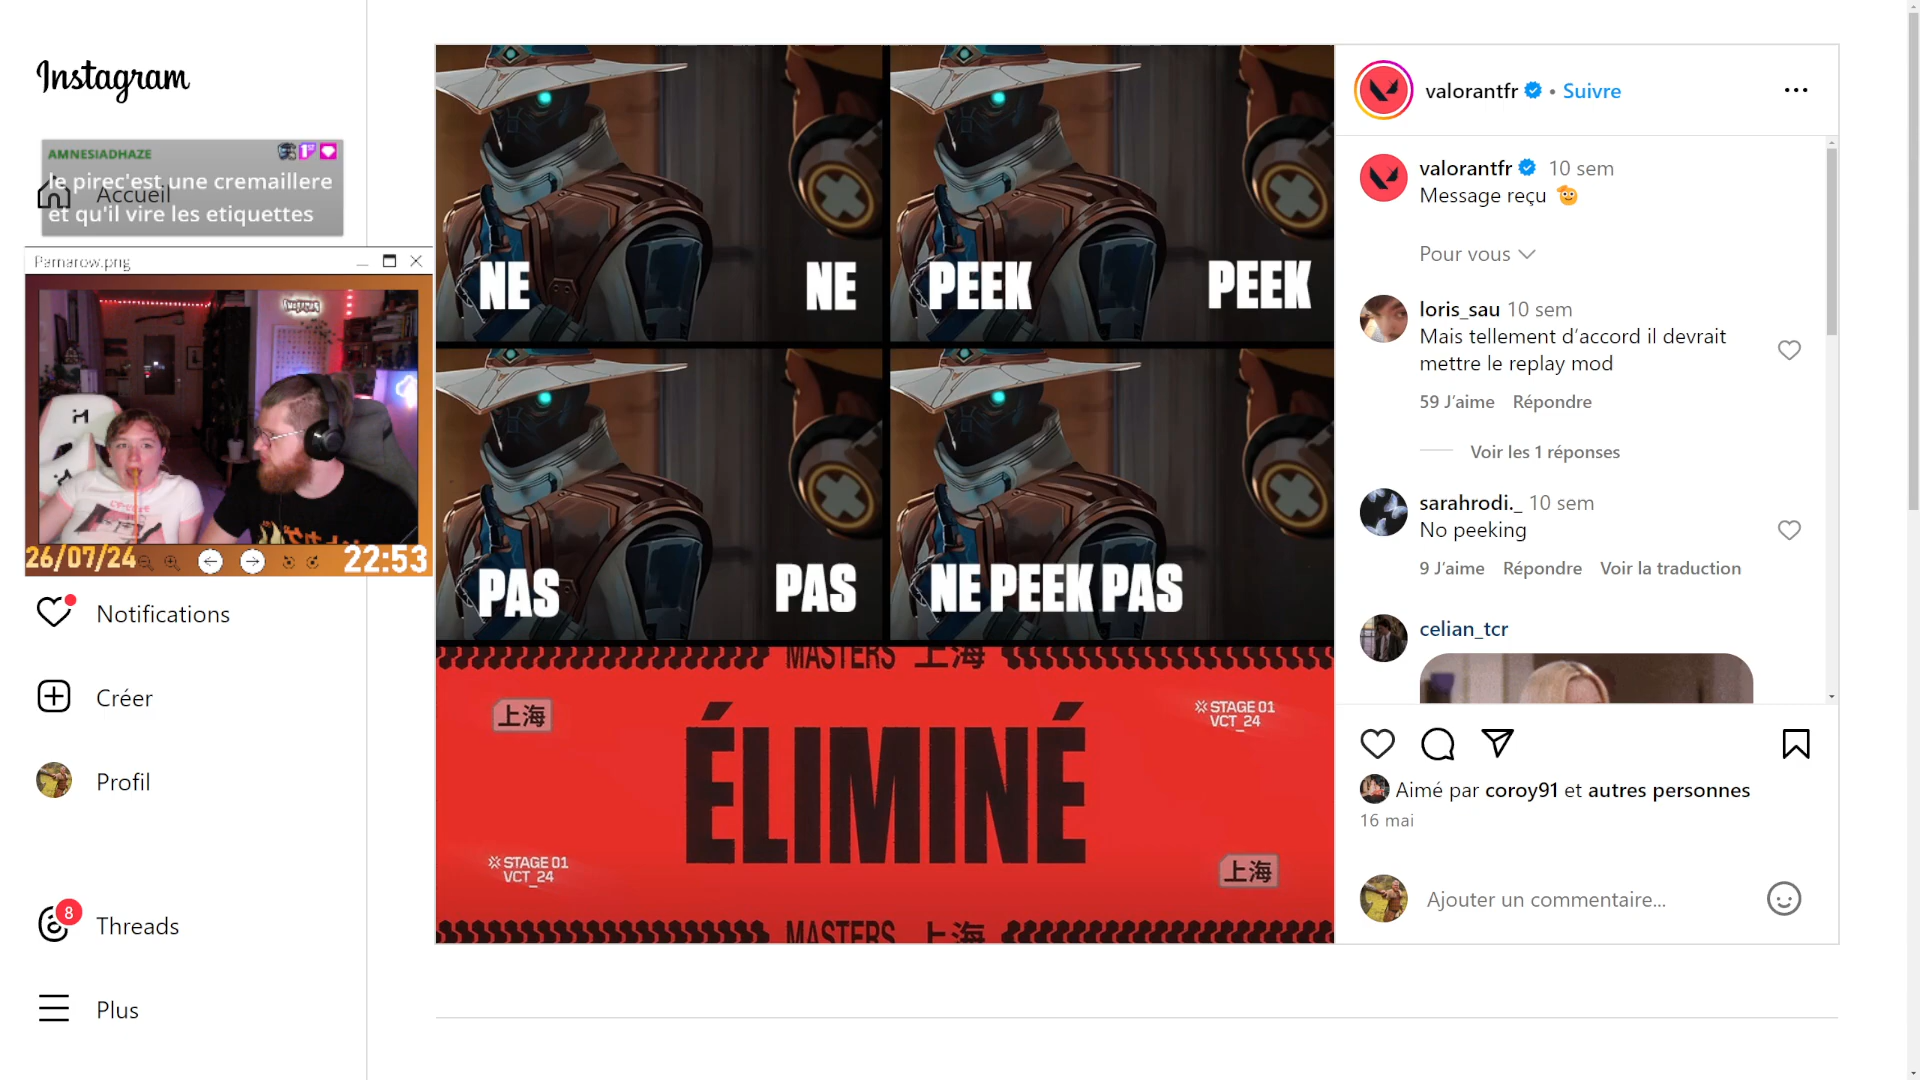 Instagram
AMNESIADHAZE
le pirec'est une cremaillere
et qu'il vire les etiquettes
Accueil
Pamarow.png
26/07/24
22:53
Notifications
Créer
Profil
8
Threads
Plus
NE
NE
PEEK
PEEK
PAS
PAS
NE PEEK PAS
MASTERS 上海
上海
STAGE 01
VCT_24
ÉLIMINÉ
STAGE 01
VCT_24
上海
MASTERS 上海
valorantfr • Suivre
valorantfr 10 sem
Message reçu
Pour vous
loris_sau 10 sem
Mais tellement d'accord il devrait
mettre le replay mod
59 J'aime Répondre
Voir les 1 réponses
sarahrodi._ 10 sem
No peeking
9 J'aime Répondre Voir la traduction
celian_tcr
Aimé par coroy91 et autres personnes
16 mai
Ajouter un commentaire...